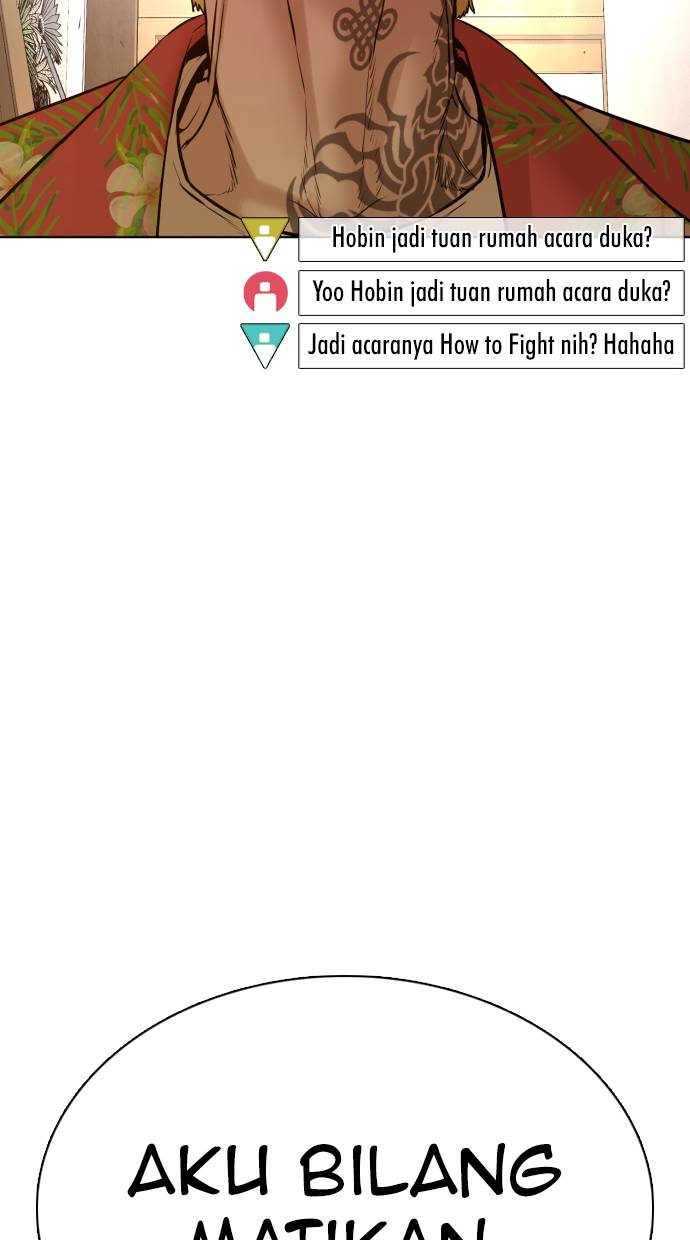 Hobin jadi tuan rumah acara duka?
Yoo Hobin jadi tuan rumah acara duka?
Jadi acaranya How to Fight nih? Hahaha
AKU BILANG
MATIKAN